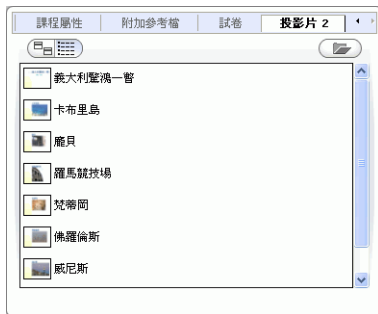 課程屬性 附加參考檔 試卷 投影片 2
義大利驚鴻一瞥
卡布里島
龐貝
羅馬競技場
梵蒂岡
佛羅倫斯
威尼斯